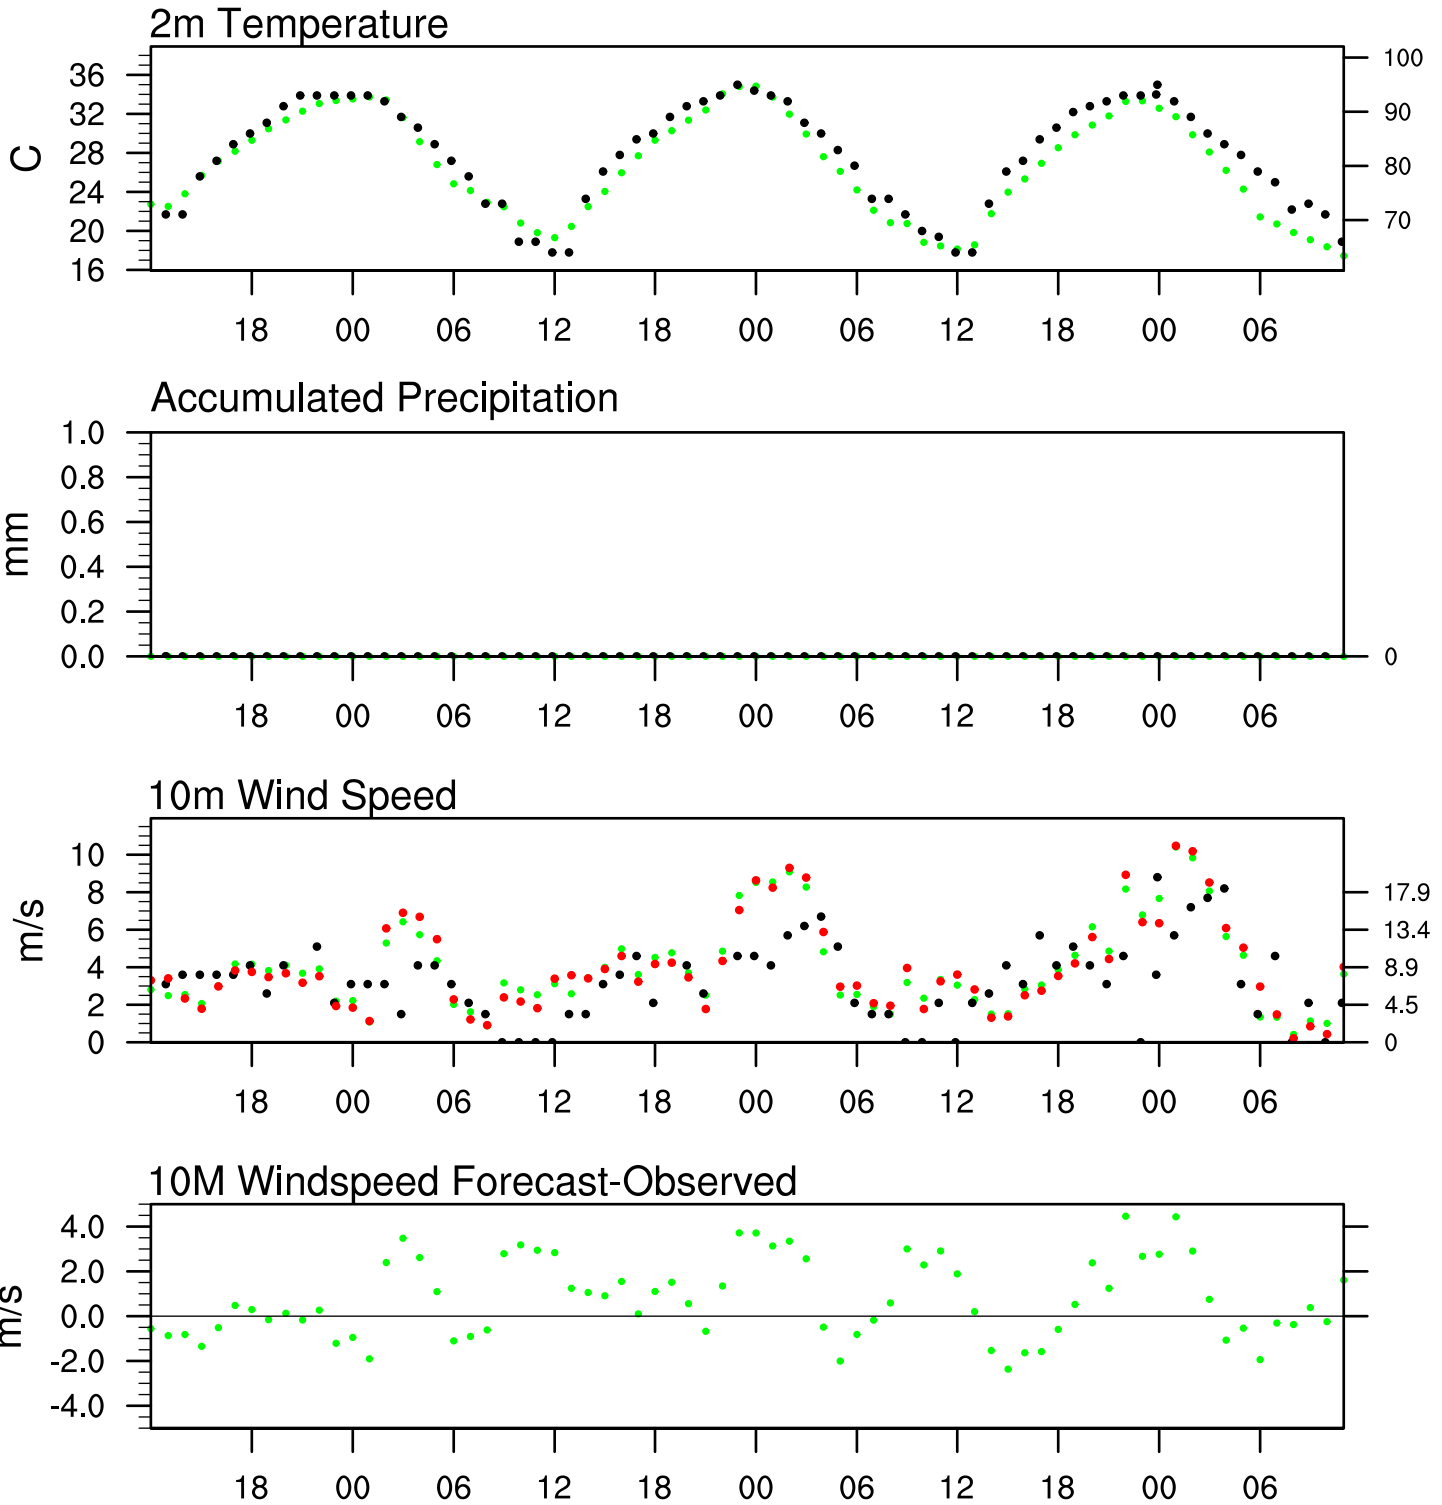 2m Temperature
36
32
28
24
20
16
C
100
90
80
70
18 00 06 12 18 00 06 12 18 00 06
Accumulated Precipitation
1.0
0.8
0.6
0.4
0.2
0.0
mm
0
18 00 06 12 18 00 06 12 18 00 06
10m Wind Speed
10
8
6
4
2
0
m/s
17.9
13.4
8.9
4.5
0
18 00 06 12 18 00 06 12 18 00 06
10M Windspeed Forecast-Observed
4.0
2.0
0.0
-2.0
-4.0
m/s
18 00 06 12 18 00 06 12 18 00 06